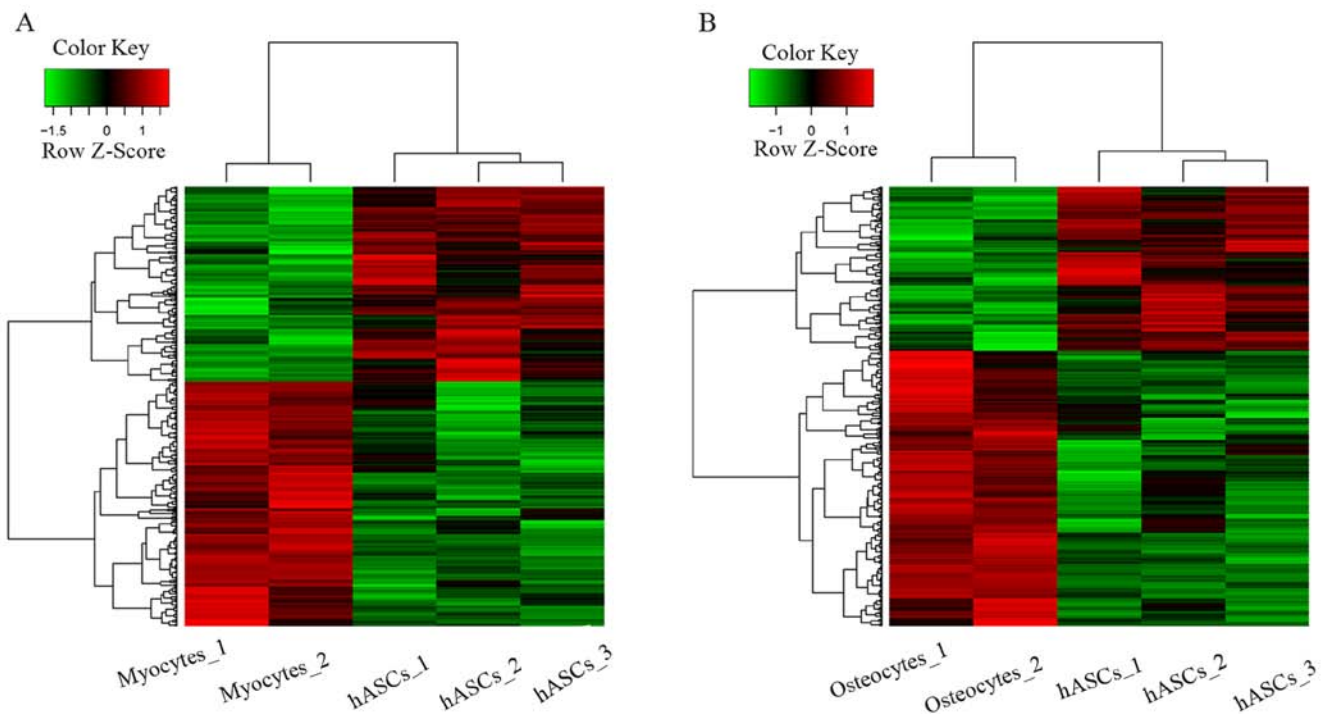 A
Color Key
−1.5 0 1
Row Z-Score
Myocytes_1
Myocytes_2
hASCs_1
hASCs_2
hASCs_3
B
Color Key
−1 0 1
Row Z-Score
Osteocytes_1
Osteocytes_2
hASCs_1
hASCs_2
hASCs_3